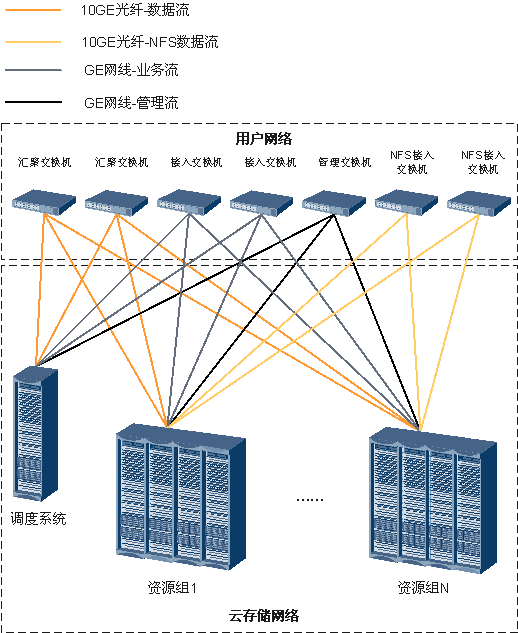 10GE光纤-数据流
10GE光纤-NFS数据流
GE网线-业务流
GE网线-管理流
用户网络
汇聚交换机
汇聚交换机
接入交换机
接入交换机
管理交换机
NFS接入
交换机
NFS接入
交换机
调度系统
......
资源组1
资源组N
云存储网络